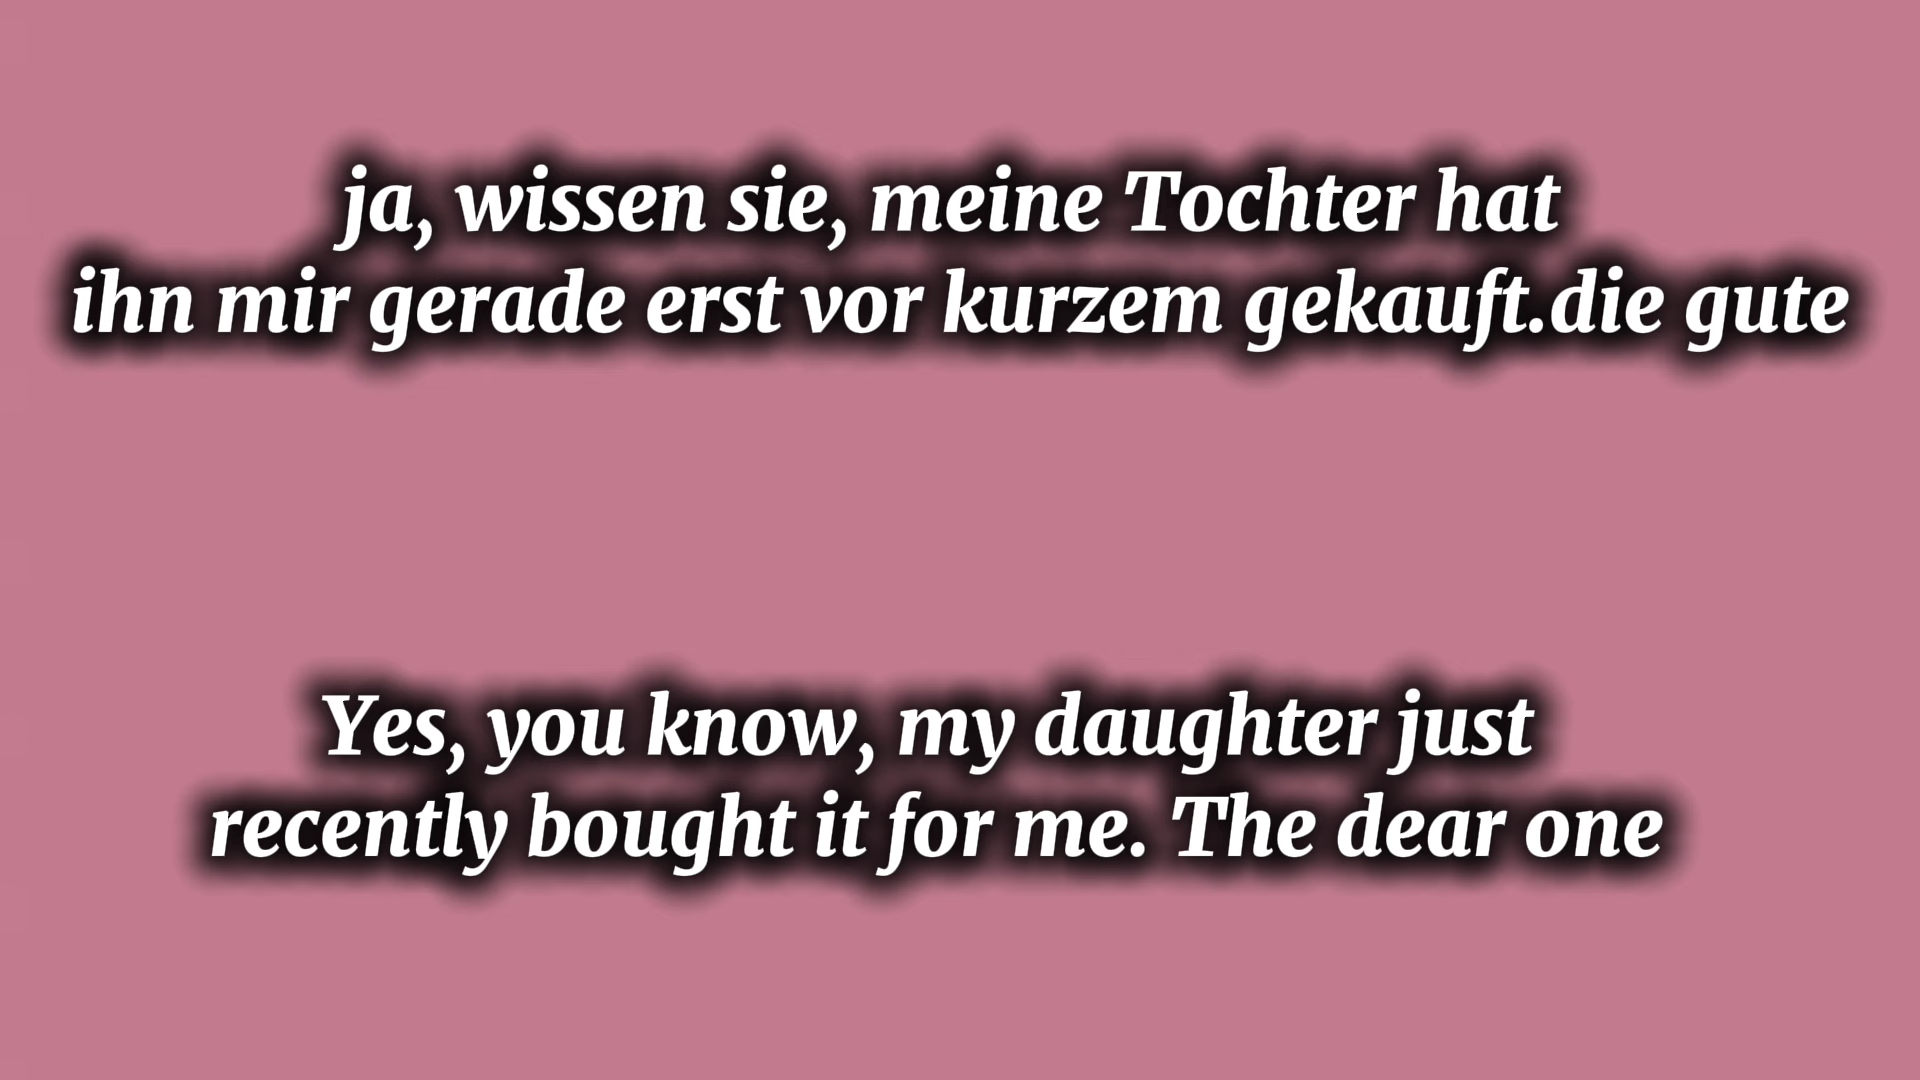 ja, wissen sie, meine Tochter hat
ihn mir gerade erst vor kurzem gekauft.die gute
Yes, you know, my daughter just
recently bought it for me. The dear one